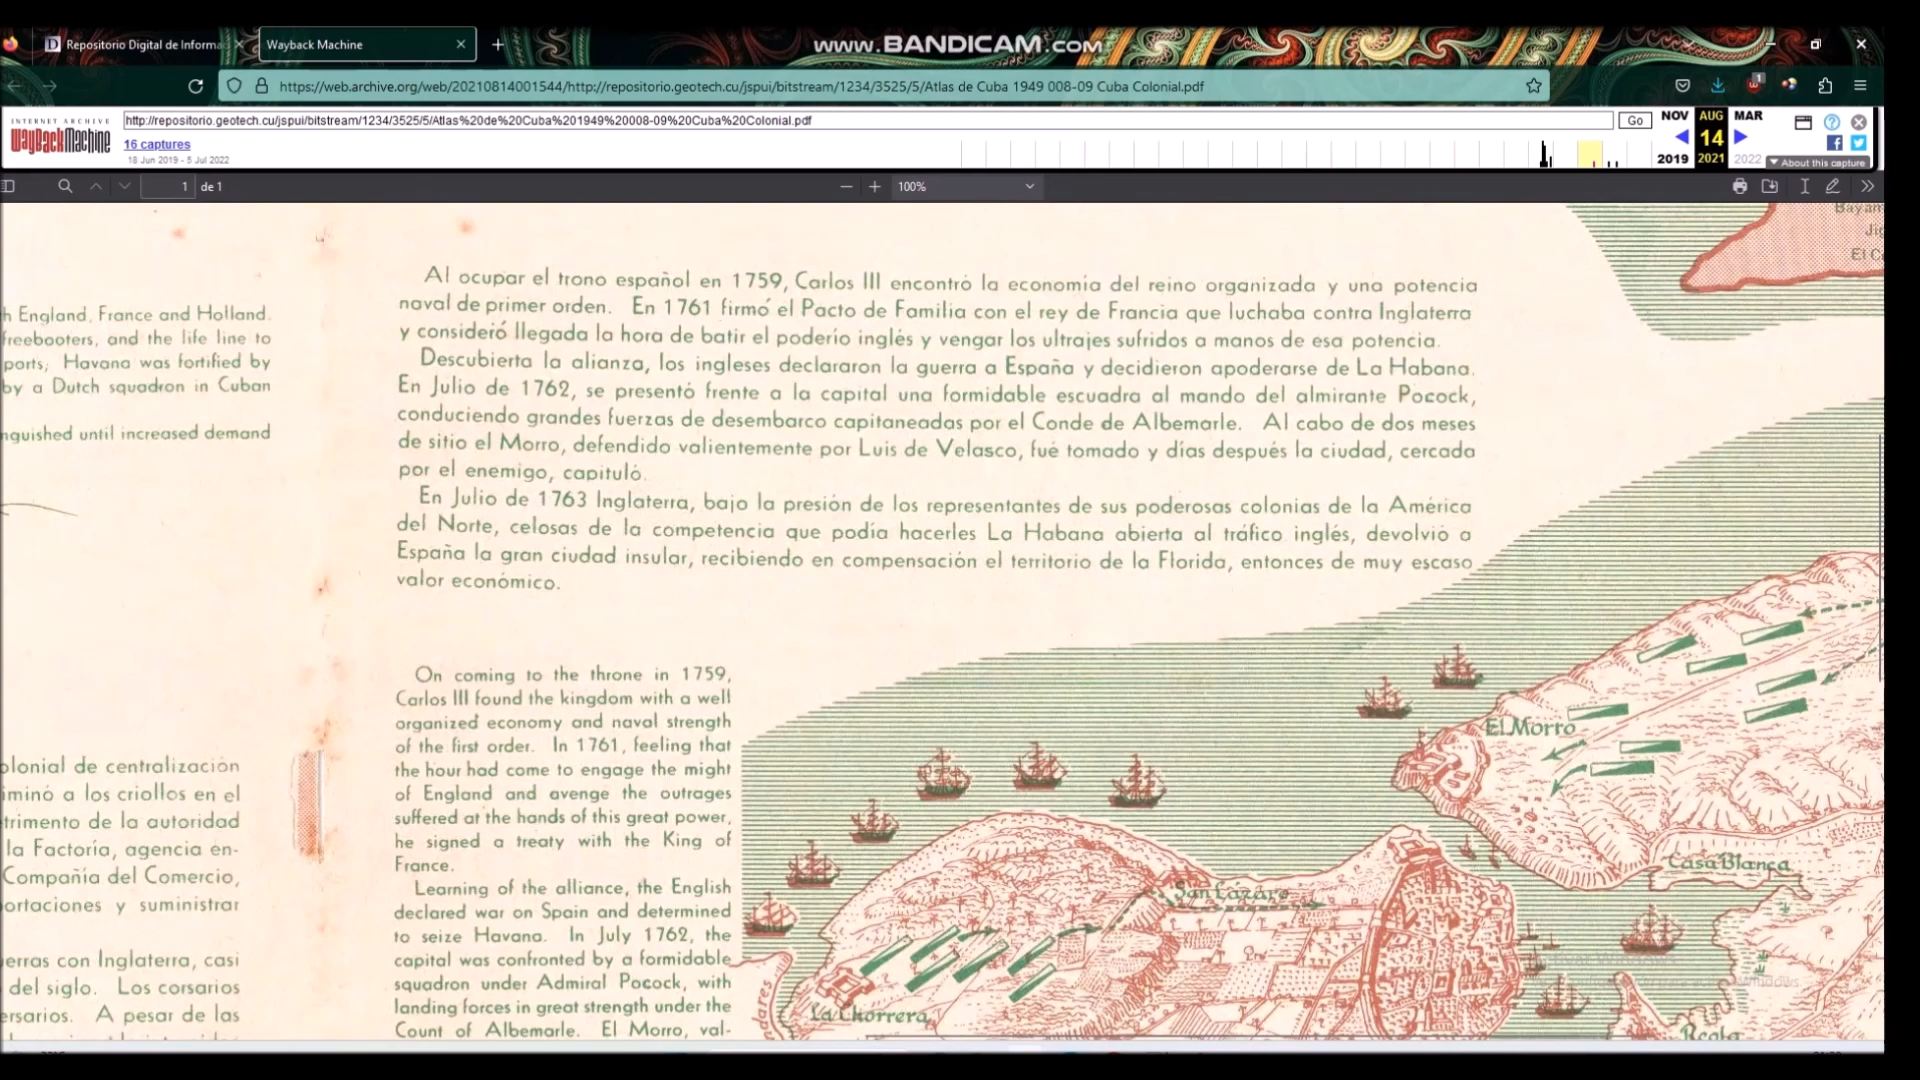 www.BANDICAM.com
Repositorio Digital de Informa
Wayback Machine
https://web.archive.org/web/20210814001544/http://repositorio.geotech.cu/jspui/bitstream/1234/3525/5/Atlas de Cuba 1949 008-09 Cuba Colonial.pdf
INTERNET ARCHIVE
WayBackMachine
http://repositorio.geotech.cu/jspui/bitstream/1234/3525/5/Atlas%20de%20Cuba%201949%20008-09%20Cuba%20Colonial.pdf
Go
NOV AUG MAR
16 captures
14
18 Jun 2019 - 5 Jul 2022
2019 2021 2022
About this capture
1 de 1
100%
Bayam
Jig
El C
h England, France and Holland.
reebooters, and the life line to
ports; Havana was fortified by
by a Dutch squadron in Cuban
nguished until increased demand
Al ocupar el trono español en 1759, Carlos III encontró la economía del reino organizada y una potencia
naval de primer orden. En 1761 firmó el Pacto de Familia con el rey de Francia que luchaba contra Inglaterra
y consideró llegada la hora de batir el poderío inglés y vengar los ultrajes sufridos a manos de esa potencia.
Descubierta la alianza, los ingleses declararon la guerra a España y decidieron apoderarse de La Habana.
En Julio de 1762, se presentó frente a la capital una formidable escuadra al mando del almirante Pocock,
conduciendo grandes fuerzas de desembarco capitaneadas por el Conde de Albemarle. Al cabo de dos meses
de sitio el Morro, defendido valientemente por Luis de Velasco, fué tomado y días después la ciudad, cercada
por el enemigo, capituló.
En Julio de 1763 Inglaterra, bajo la presión de los representantes de sus poderosas colonias de la América
del Norte, celosas de la competencia que podía hacerles La Habana abierta al tráfico inglés, devolvió a
España la gran ciudad insular, recibiendo en compensación el territorio de la Florida, entonces de muy escaso
valor económico.
On coming to the throne in 1759,
Carlos III found the kingdom with a well
organized economy and naval strength
of the first order. In 1761, feeling that
the hour had come to engage the might
of England and avenge the outrages
suffered at the hands of this great power,
he signed a treaty with the King of
France.
Learning of the alliance, the English
declared war on Spain and determined
to seize Havana. In July 1762, the
capital was confronted by a formidable
squadron under Admiral Pocock, with
landing forces in great strength under the
Count of Albemarle. El Morro, val-
olonial de centralización
iminó a los criollos en el
trimento de la autoridad
la Factoría, agencia en-
Compañía del Comercio,
ortaciones y suministrar
erras con Inglaterra, casi
del siglo. Los corsarios
ersarios. A pesar de las
El Morro
Casa Blanca
San Lázaro
La Chorrera
Regla